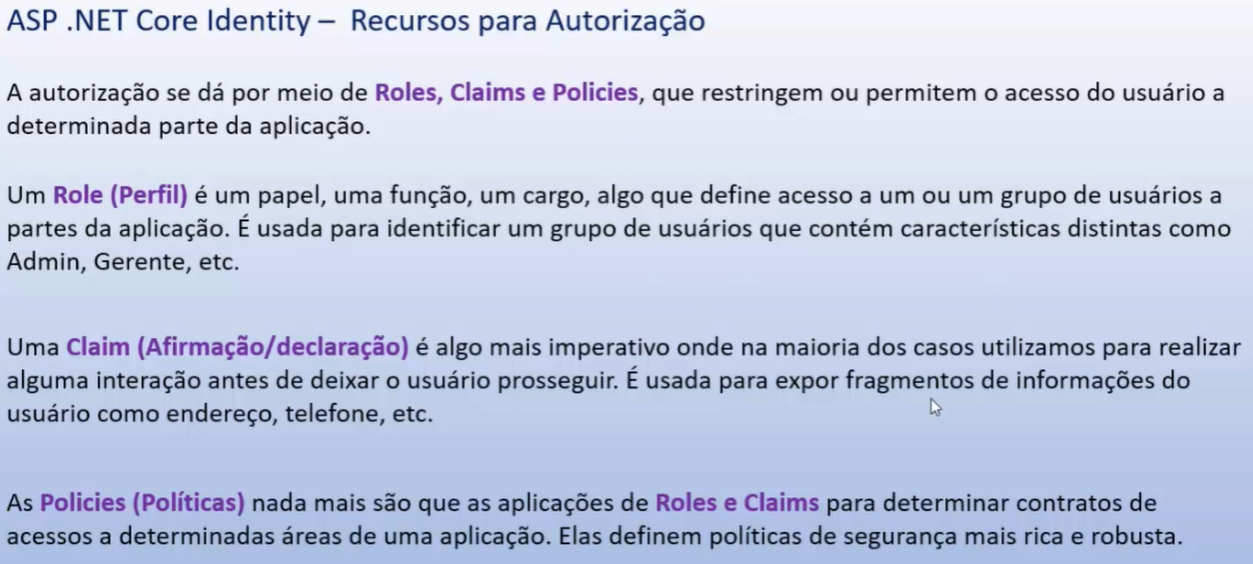 ASP .NET Core Identity – Recursos para Autorização
A autorização se dá por meio de Roles, Claims e Policies, que restringem ou permitem o acesso do usuário a
determinada parte da aplicação.
Um Role (Perfil) é um papel, uma função, um cargo, algo que define acesso a um ou um grupo de usuários a
partes da aplicação. É usada para identificar um grupo de usuários que contém características distintas como
Admin, Gerente, etc.
Uma Claim (Afirmação/declaração) é algo mais imperativo onde na maioria dos casos utilizamos para realizar
alguma interação antes de deixar o usuário prosseguir. É usada para expor fragmentos de informações do
usuário como endereço, telefone, etc.
As Policies (Políticas) nada mais são que as aplicações de Roles e Claims para determinar contratos de
acessos a determinadas áreas de uma aplicação. Elas definem políticas de segurança mais rica e robusta.